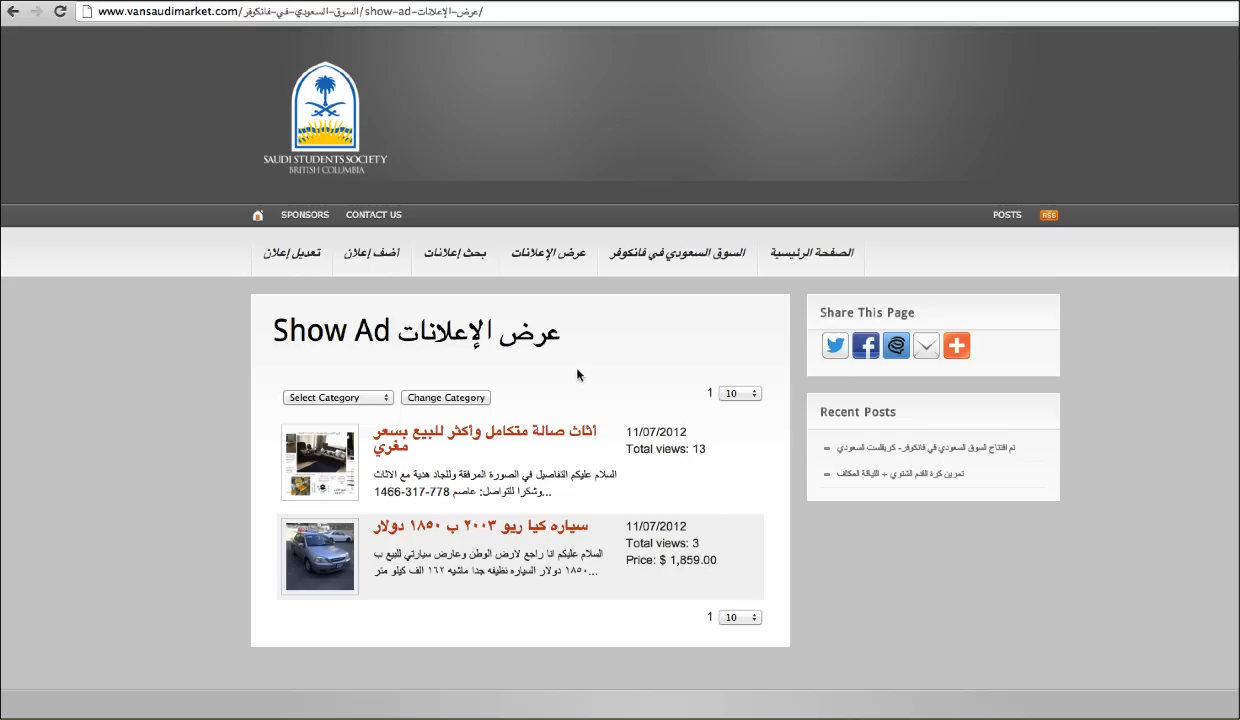 www.vansaudimarket.com/السوق-السعودي-في-فانكوفر/show-ad-عرض-الإعلانات/
SAUDI STUDENTS SOCIETY
BRITISH COLUMBIA
SPONSORS CONTACT US POSTS RSS
الصفحة الرئيسية
السوق السعودي في فانكوفر
عرض الإعلانات
بحث إعلانات
اضف إعلان
تعديل إعلان
Show Ad عرض الإعلانات
Select Category Change Category 1 10
أثاث صالة متكامل وأكثر للبيع بسعر
مغري
السلام عليكم التفاصيل في الصورة المرفقة وللجاد هدية مع الاثاث
وشكرا للتواصل: عاصم 778-317-1466...
11/07/2012
Total views: 13
سياره كيا ريو ٢٠٠٣ ب ١٨٥٠ دولار
السلام عليكم انا راجع لارض الوطن وعارض سيارتي للبيع ب
١٨٥٠ دولار السياره نظيفه جدا ماشيه ١٦٢ الف كيلو متر...
11/07/2012
Total views: 3
Price: $ 1,859.00
1 10
Share This Page
Recent Posts
تم افتتاح السوق السعودي في فانكوفر- كريقلست السعودي
تمرين كرة القدم الشتوي + اللياقة المكثف